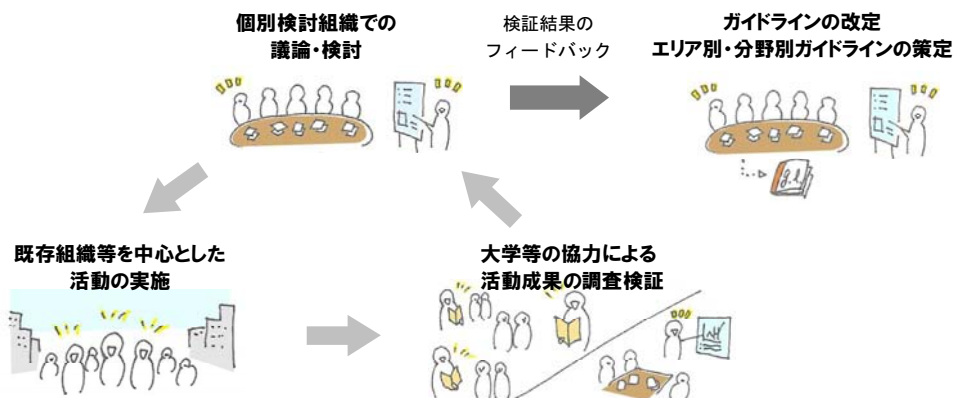 個別検討組織での
議論・検討
検証結果の
フィードバック
ガイドラインの改定
エリア別・分野別ガイドラインの策定
g.l.
既存組織等を中心とした
活動の実施
大学等の協力による
活動成果の調査検証